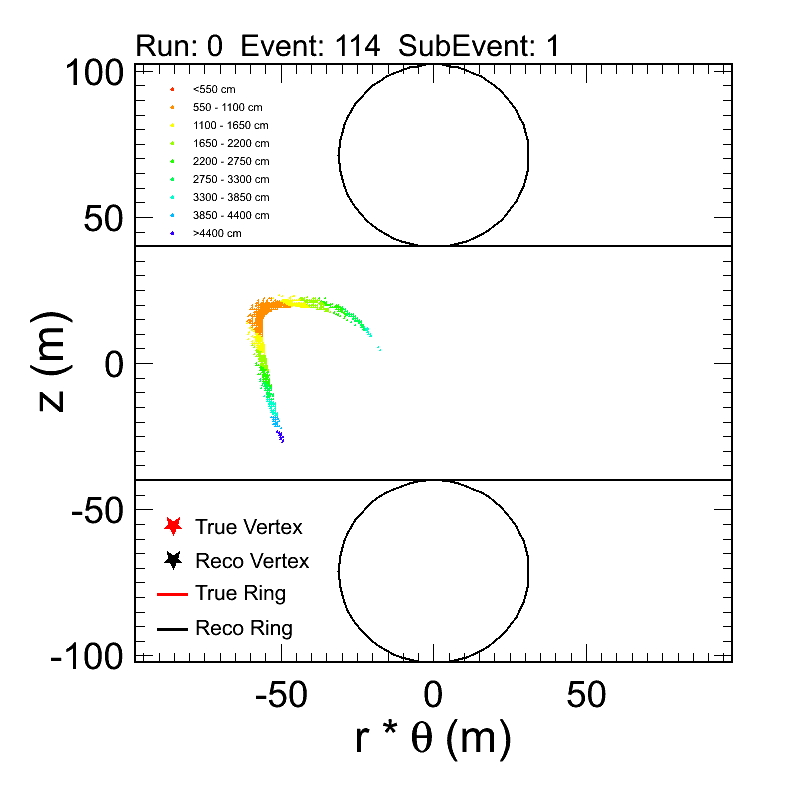 Run: 0  Event: 114  SubEvent: 1
100
50
0
-50
-100
z (m)
<550 cm
550 - 1100 cm
1100 - 1650 cm
1650 - 2200 cm
2200 - 2750 cm
2750 - 3300 cm
3300 - 3850 cm
3850 - 4400 cm
>4400 cm
True Vertex
Reco Vertex
True Ring
Reco Ring
-50 0 50
r * θ (m)